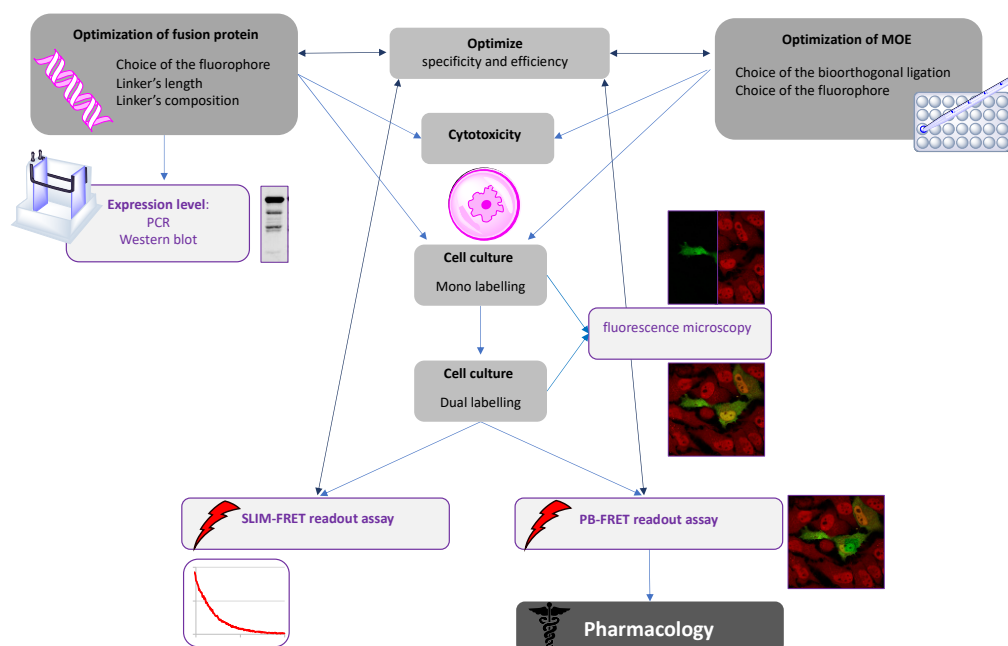 Optimization of fusion protein
Choice of the fluorophore
Linker's length
Linker's composition
Optimize
specificity and efficiency
Optimization of MOE
Choice of the bioorthogonal ligation
Choice of the fluorophore
Cytotoxicity
Expression level:
PCR
Western blot
Cell culture
Mono labelling
fluorescence microscopy
Cell culture
Dual labelling
SLIM-FRET readout assay
PB-FRET readout assay
Pharmacology